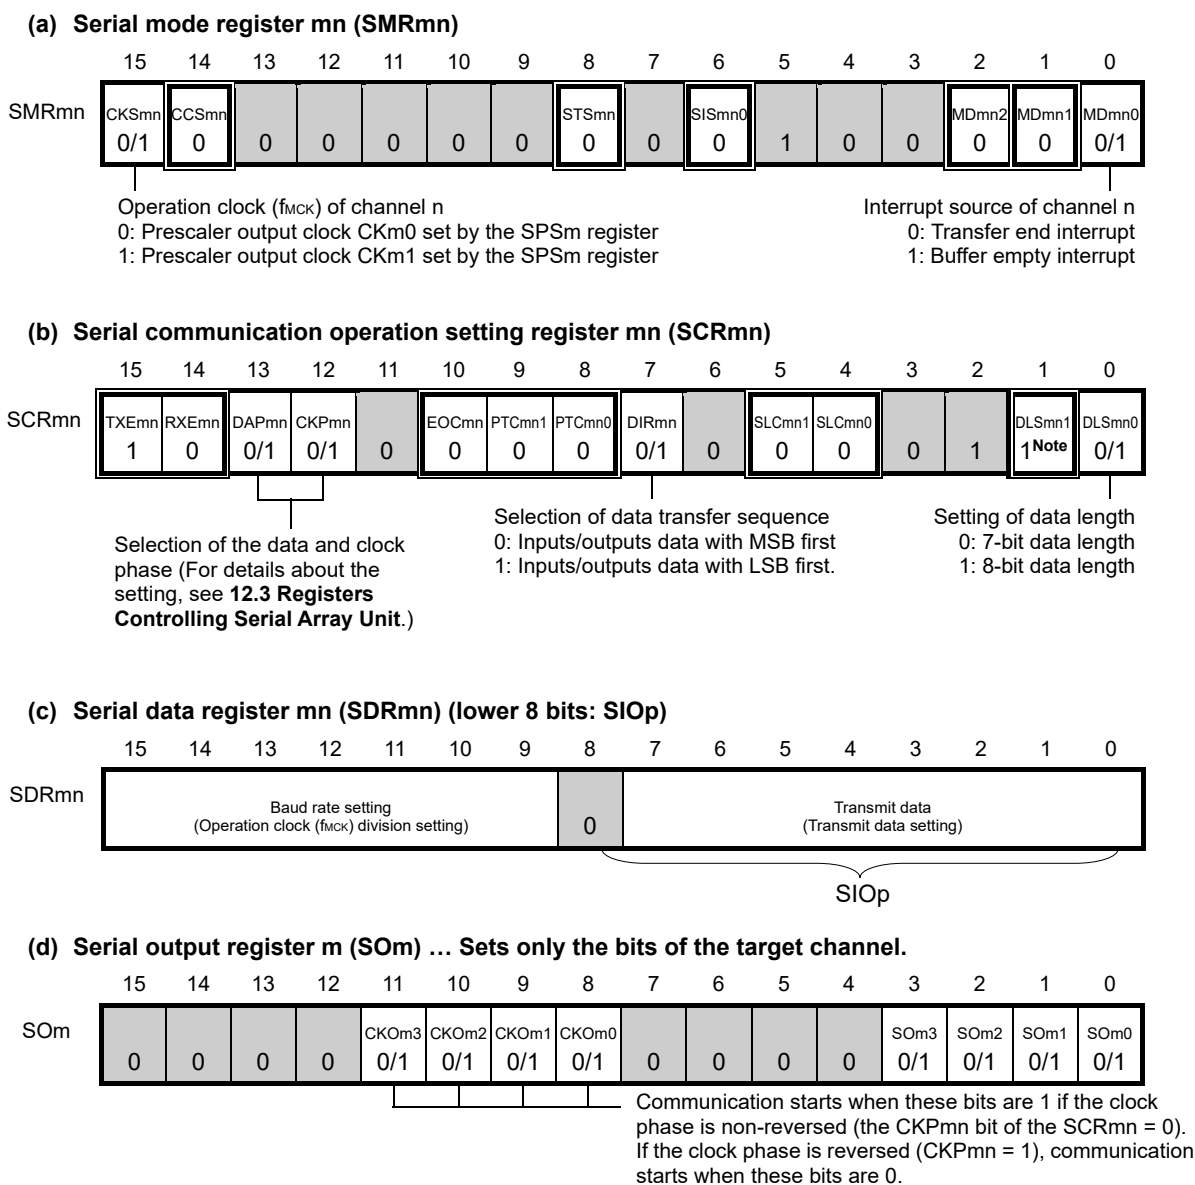 (a) Serial mode register mn (SMRmn)
15 14 13 12 11 10 9 8 7 6 5 4 3 2 1 0
SMRmn
CKSmn CCSmn STSmn SISmn0 MDmn2 MDmn1 MDmn0
0/1 0 0 0 0 0 0 0 0 0 1 0 0 0 0 0/1
Operation clock (fMCK) of channel n
0: Prescaler output clock CKm0 set by the SPSm register
1: Prescaler output clock CKm1 set by the SPSm register
Interrupt source of channel n
0: Transfer end interrupt
1: Buffer empty interrupt
(b) Serial communication operation setting register mn (SCRmn)
15 14 13 12 11 10 9 8 7 6 5 4 3 2 1 0
SCRmn
TXEmn RXEmn DAPmn CKPmn EOCmn PTCmn1 PTCmn0 DIRmn SLCmn1 SLCmn0 DLSmn1 DLSmn0
1 0 0/1 0/1 0 0 0 0 0/1 0 0 0 0 1 1Note 0/1
Selection of the data and clock
phase (For details about the
setting, see 12.3 Registers
Controlling Serial Array Unit.)
Selection of data transfer sequence
0: Inputs/outputs data with MSB first
1: Inputs/outputs data with LSB first.
Setting of data length
0: 7-bit data length
1: 8-bit data length
(c) Serial data register mn (SDRmn) (lower 8 bits: SIOp)
15 14 13 12 11 10 9 8 7 6 5 4 3 2 1 0
SDRmn
Baud rate setting
(Operation clock (fMCK) division setting)
0
Transmit data
(Transmit data setting)
SIOp
(d) Serial output register m (SOm) … Sets only the bits of the target channel.
15 14 13 12 11 10 9 8 7 6 5 4 3 2 1 0
SOm
CKOm3 CKOm2 CKOm1 CKOm0 SOm3 SOm2 SOm1 SOm0
0 0 0 0 0/1 0/1 0/1 0/1 0 0 0 0 0/1 0/1 0/1 0/1
Communication starts when these bits are 1 if the clock
phase is non-reversed (the CKPmn bit of the SCRmn = 0).
If the clock phase is reversed (CKPmn = 1), communication
starts when these bits are 0.